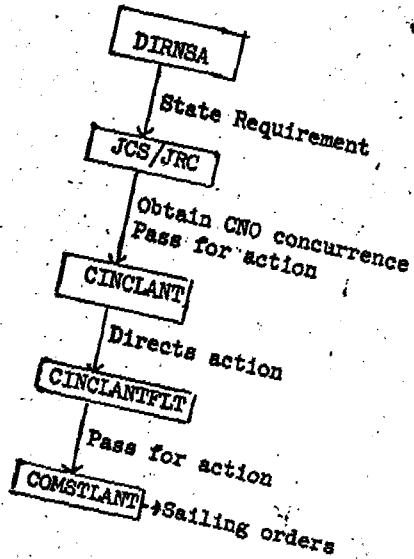 DIRNSA
State Requirement
JCS/JRC
Obtain CNO concurrence
Pass for action
CINCLANT
Directs action
CINCLANTFLT
Pass for action
COMSTLANT Sailing orders